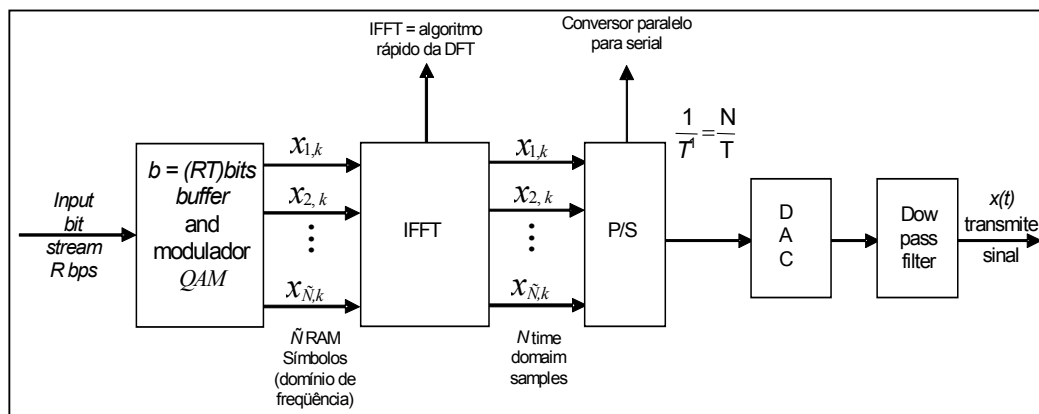 IFFT = algoritmo
rápido da DFT
Conversor paralelo
para serial
1/T¹ = N/T
Input
bit
stream
R bps
b = (RT)bits
buffer
and
modulador
QAM
x1,k
x2, k
⋮
xÑ,k
Ñ RAM
Símbolos
(domínio de
freqüência)
IFFT
x1,k
x2, k
⋮
xÑ,k
N time
domaim
samples
P/S
D
A
C
Dow
pass
filter
x(t)
transmite
sinal